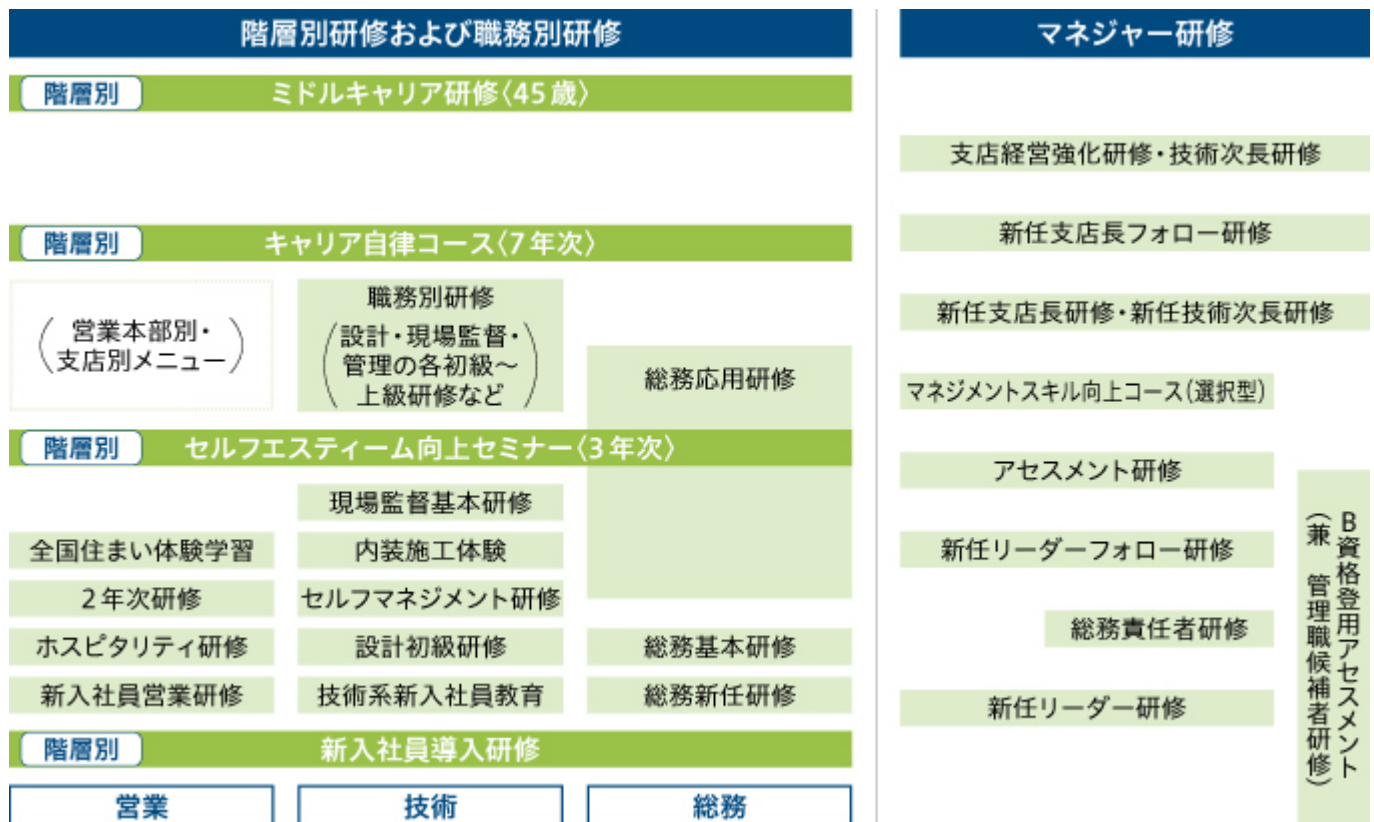 階層別研修および職務別研修
階層別
ミドルキャリア研修〈45歳〉
階層別
キャリア自律コース〈7年次〉
営業本部別・
支店別メニュー
職務別研修
設計・現場監督・
管理の各初級～
上級研修など
総務応用研修
階層別
セルフエスティーム向上セミナー〈3年次〉
現場監督基本研修
全国住まい体験学習
内装施工体験
2年次研修
セルフマネジメント研修
ホスピタリティ研修
設計初級研修
総務基本研修
新入社員営業研修
技術系新入社員教育
総務新任研修
階層別
新入社員導入研修
営業
技術
総務
マネジャー研修
支店経営強化研修・技術次長研修
新任支店長フォロー研修
新任支店長研修・新任技術次長研修
マネジメントスキル向上コース(選択型)
アセスメント研修
新任リーダーフォロー研修
総務責任者研修
新任リーダー研修
B資格登用アセスメント
(兼 管理職候補者研修)